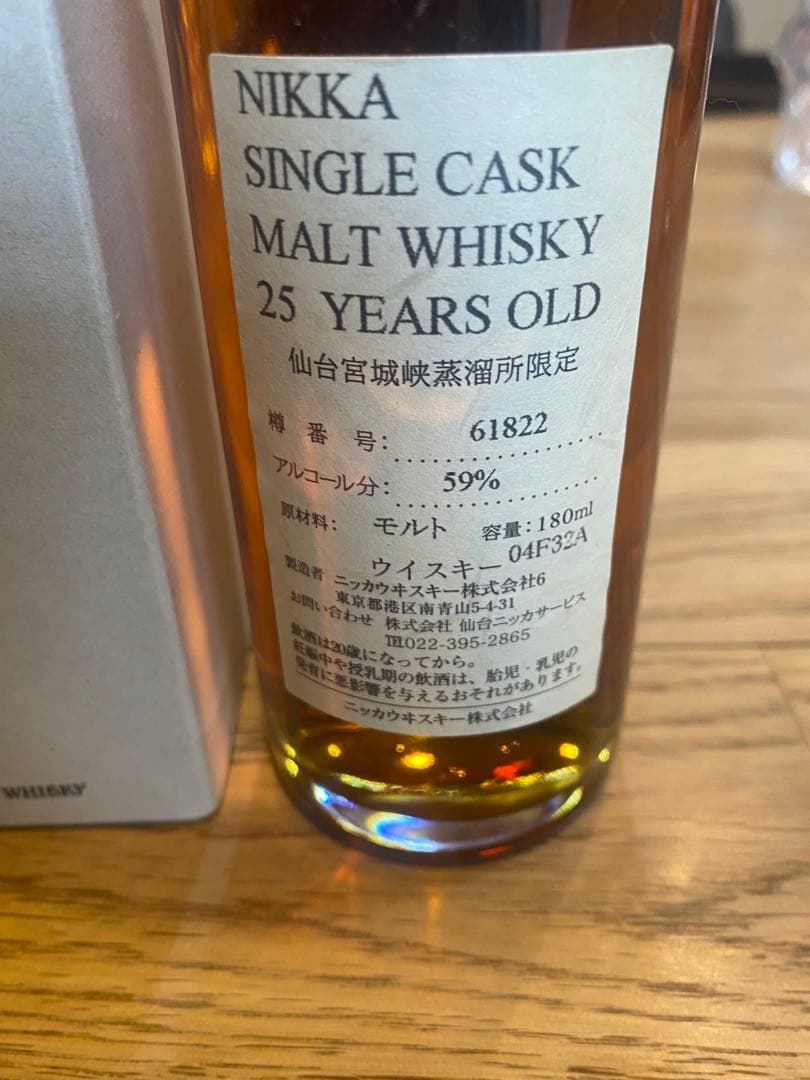 NIKKA
SINGLE CASK
MALT WHISKY
25 YEARS OLD
仙台宮城峡蒸溜所限定
樽番号: 61822
アルコール分: 59%
原材料: モルト 容量:180ml
ウイスキー 04F32A
製造者 ニッカウヰスキー株式会社6
東京都港区南青山5-4-31
お問い合わせ 株式会社 仙台ニッカサービス
℡022-395-2865
飲酒は20歳になってから。
妊娠中や授乳期の飲酒は、胎児・乳児の
発育に悪影響を与えるおそれがあります。
ニッカウヰスキー株式会社
WHISKY